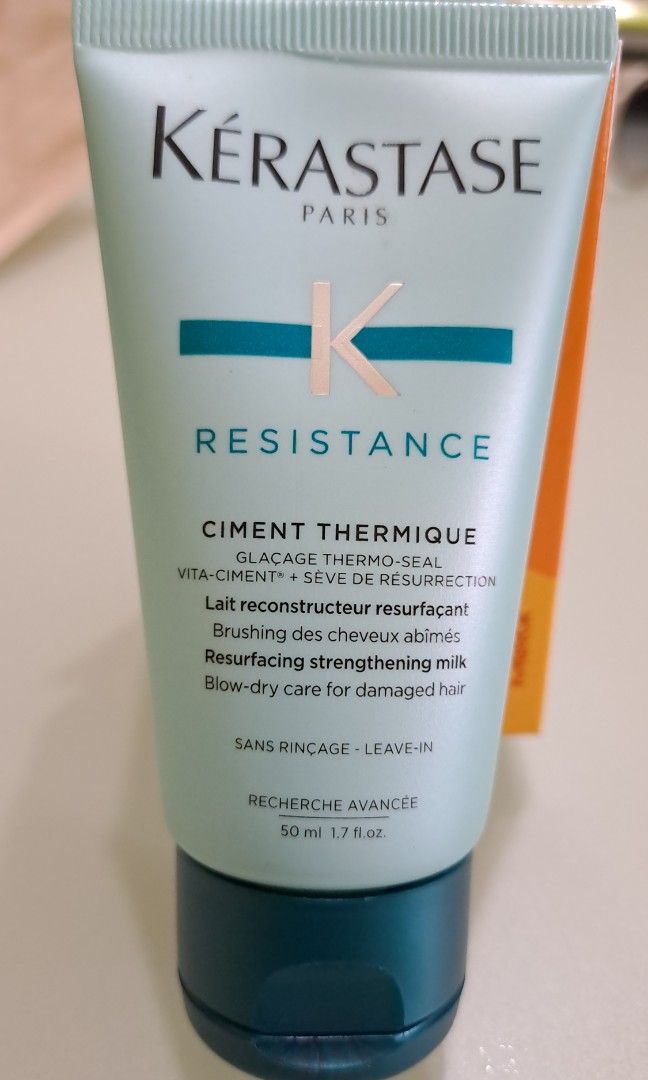 KÉRASTASE
PARIS
K
RESISTANCE
CIMENT THERMIQUE
GLAÇAGE THERMO-SEAL
VITA-CIMENT® + SÈVE DE RÉSURRECTION
Lait reconstructeur resurfaçant
Brushing des cheveux abîmés
Resurfacing strengthening milk
Blow-dry care for damaged hair
SANS RINÇAGE - LEAVE-IN
RECHERCHE AVANCÉE
50 ml 1.7 fl.oz.